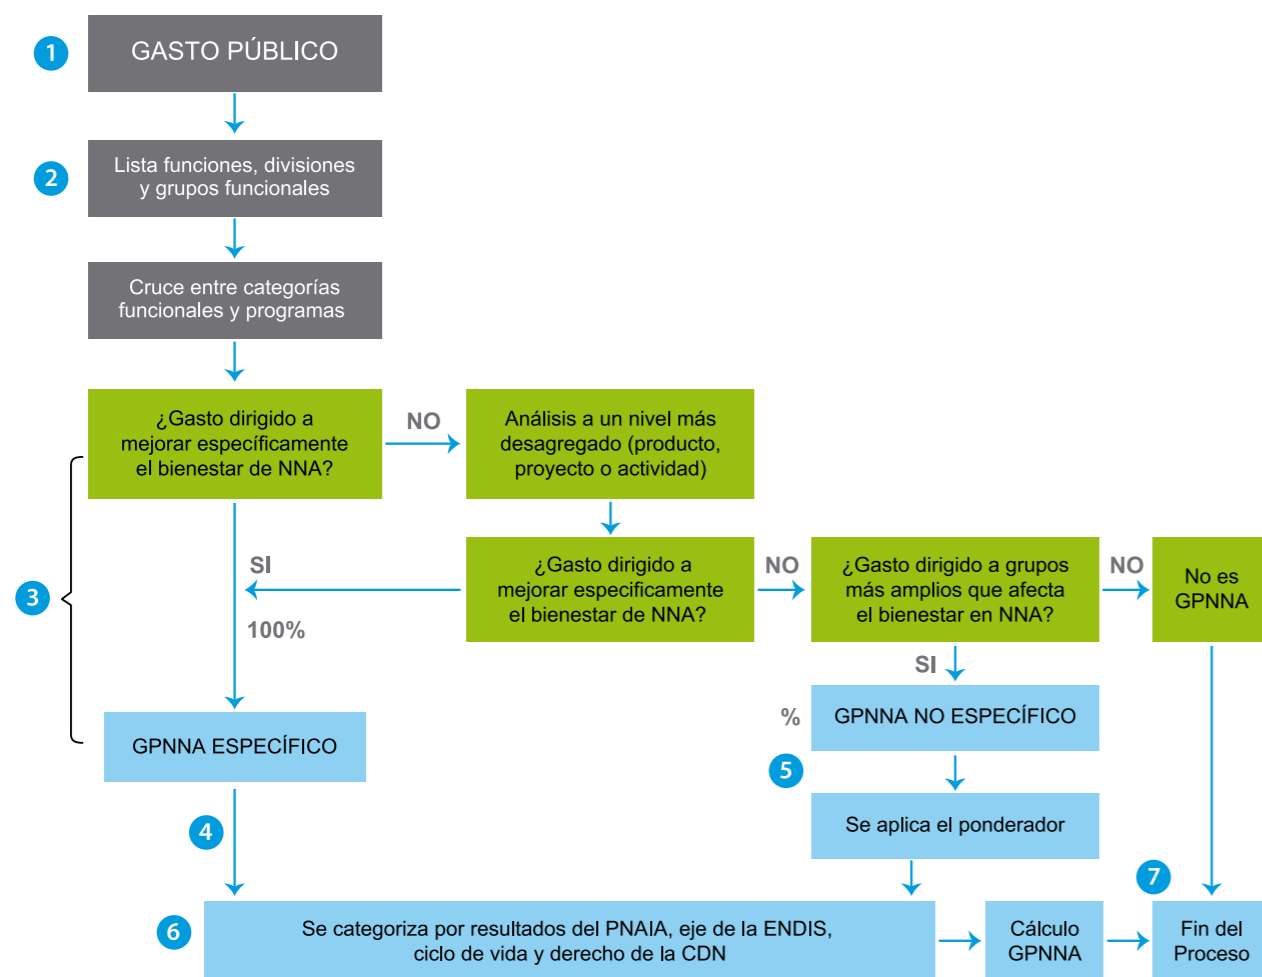 1
GASTO PÚBLICO
2
Lista funciones, divisiones
y grupos funcionales
Cruce entre categorías
funcionales y programas
¿Gasto dirigido a
mejorar específicamente
el bienestar de NNA?
NO
Análisis a un nivel más
desagregado (producto,
proyecto o actividad)
3
SI
100%
¿Gasto dirigido a
mejorar especificamente
el bienestar de NNA?
NO
¿Gasto dirigido a grupos
más amplios que afecta
el bienestar en NNA?
NO
No es
GPNNA
SI
GPNNA ESPECÍFICO
%
GPNNA NO ESPECÍFICO
5
4
Se aplica el ponderador
7
6
Se categoriza por resultados del PNAIA, eje de la ENDIS,
ciclo de vida y derecho de la CDN
Cálculo
GPNNA
Fin del
Proceso